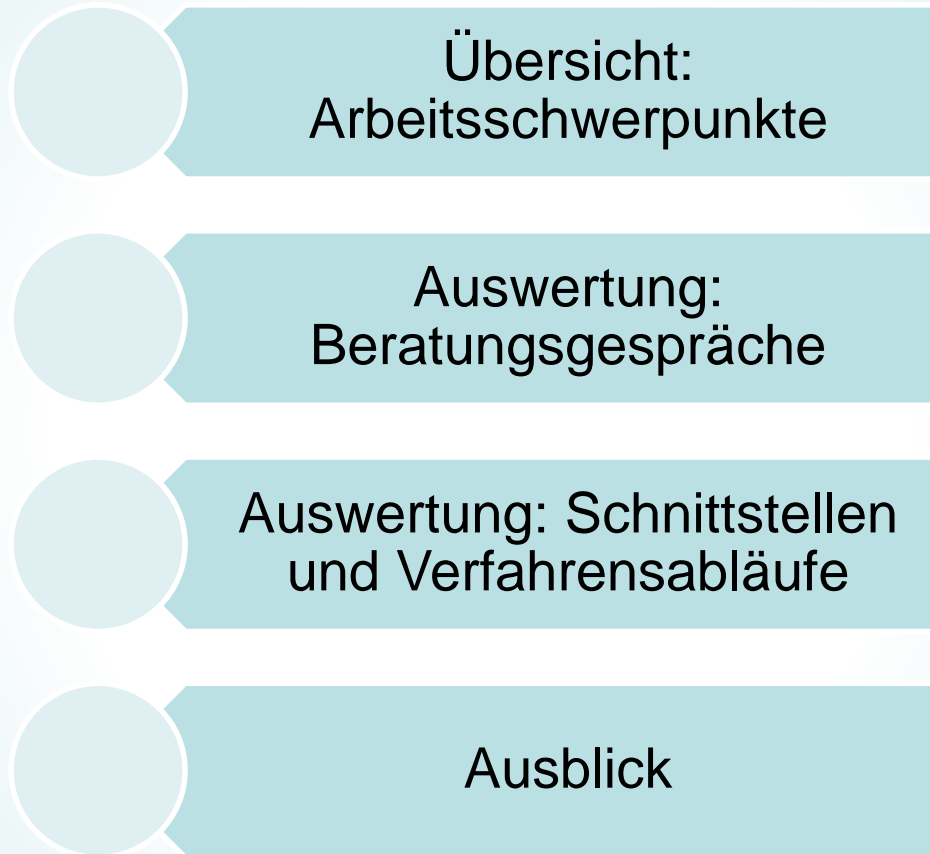 Übersicht:
Arbeitsschwerpunkte
Auswertung:
Beratungsgespräche
Auswertung: Schnittstellen
und Verfahrensabläufe
Ausblick